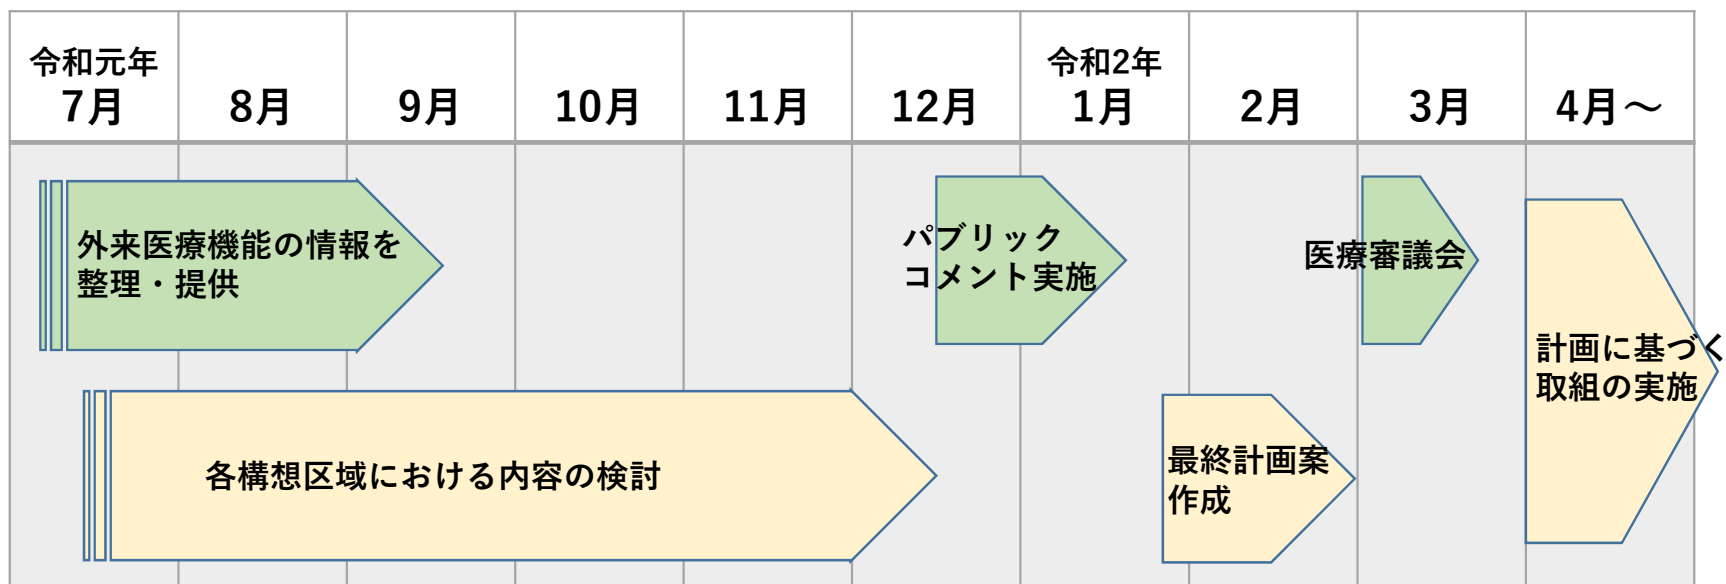 令和元年
7月
8月
9月
10月
11月
12月
令和2年
1月
2月
3月
4月～
外来医療機能の情報を
整理・提供
パブリック
コメント実施
医療審議会
計画に基づく
取組の実施
各構想区域における内容の検討
最終計画案
作成